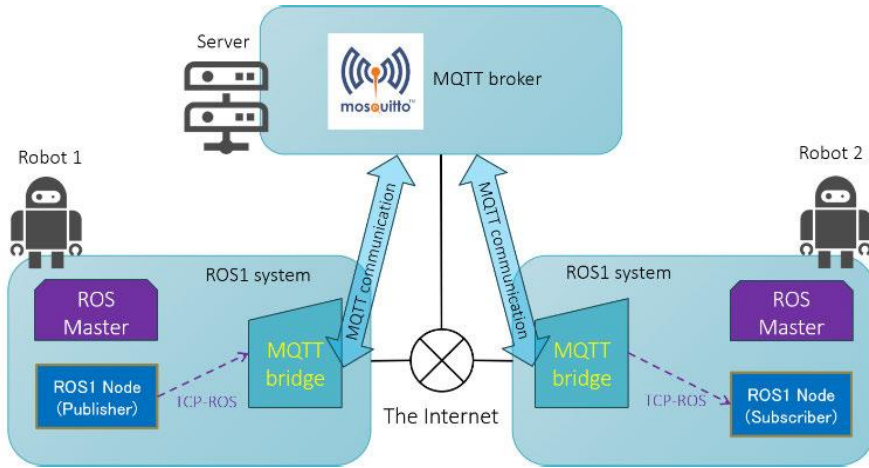 Server
mosquitto™
MQTT broker
Robot 1
Robot 2
MQTT communication
MQTT communication
ROS1 system
ROS
Master
MQTT
bridge
ROS1 Node
(Publisher)
TCP-ROS
The Internet
ROS1 system
ROS
Master
MQTT
bridge
TCP-ROS
ROS1 Node
(Subscriber)